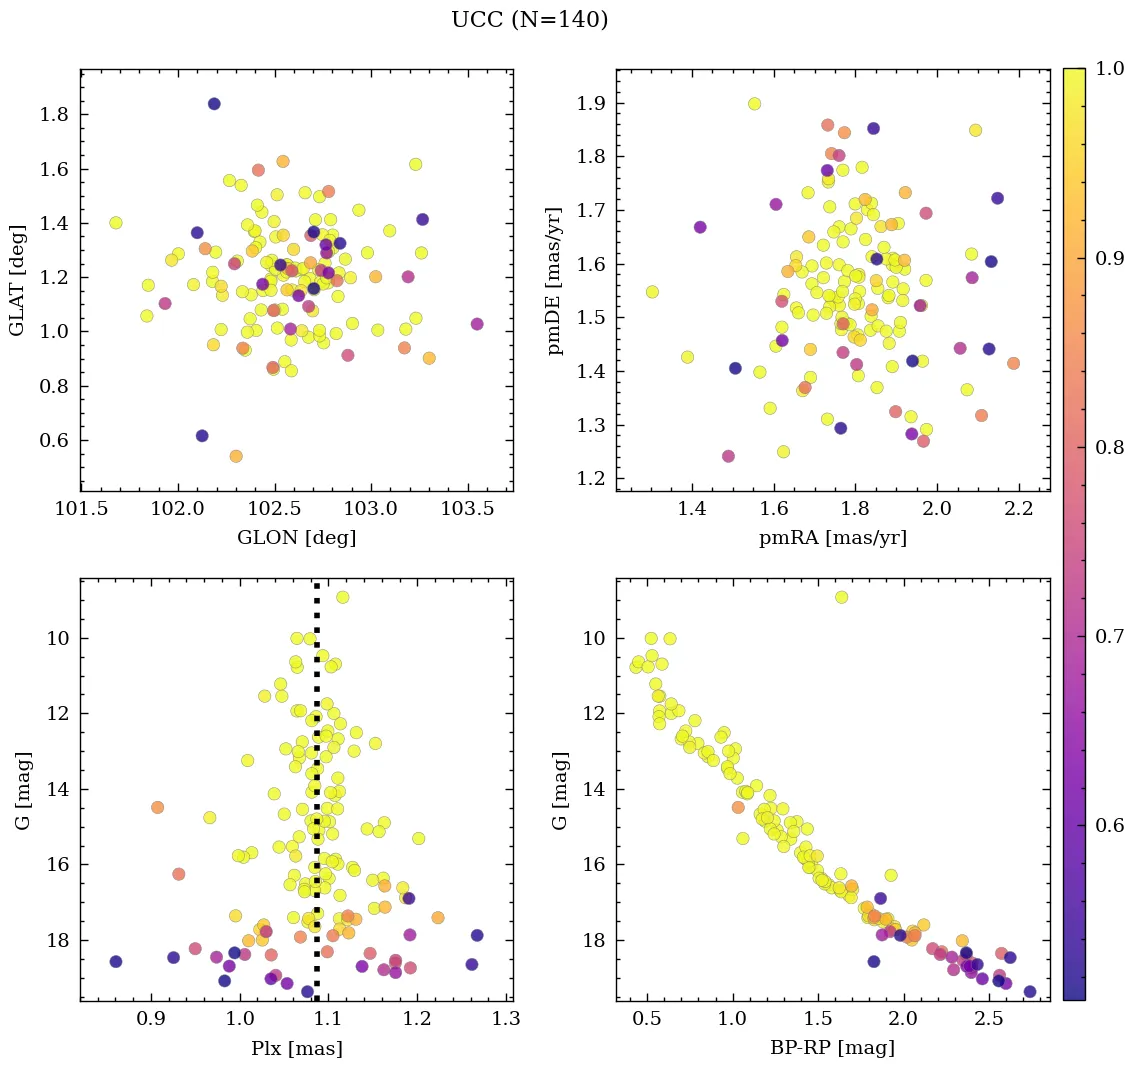 UCC (N=140)
1.8
1.6
1.4
1.2
1.0
0.8
0.6
GLAT [deg]
101.5 102.0 102.5 103.0 103.5
GLON [deg]
1.9
1.8
1.7
1.6
1.5
1.4
1.3
1.2
pmDE [mas/yr]
1.4 1.6 1.8 2.0 2.2
pmRA [mas/yr]
10
12
14
16
18
G [mag]
0.9 1.0 1.1 1.2 1.3
Plx [mas]
10
12
14
16
18
G [mag]
0.5 1.0 1.5 2.0 2.5
BP-RP [mag]
1.0
0.9
0.8
0.7
0.6